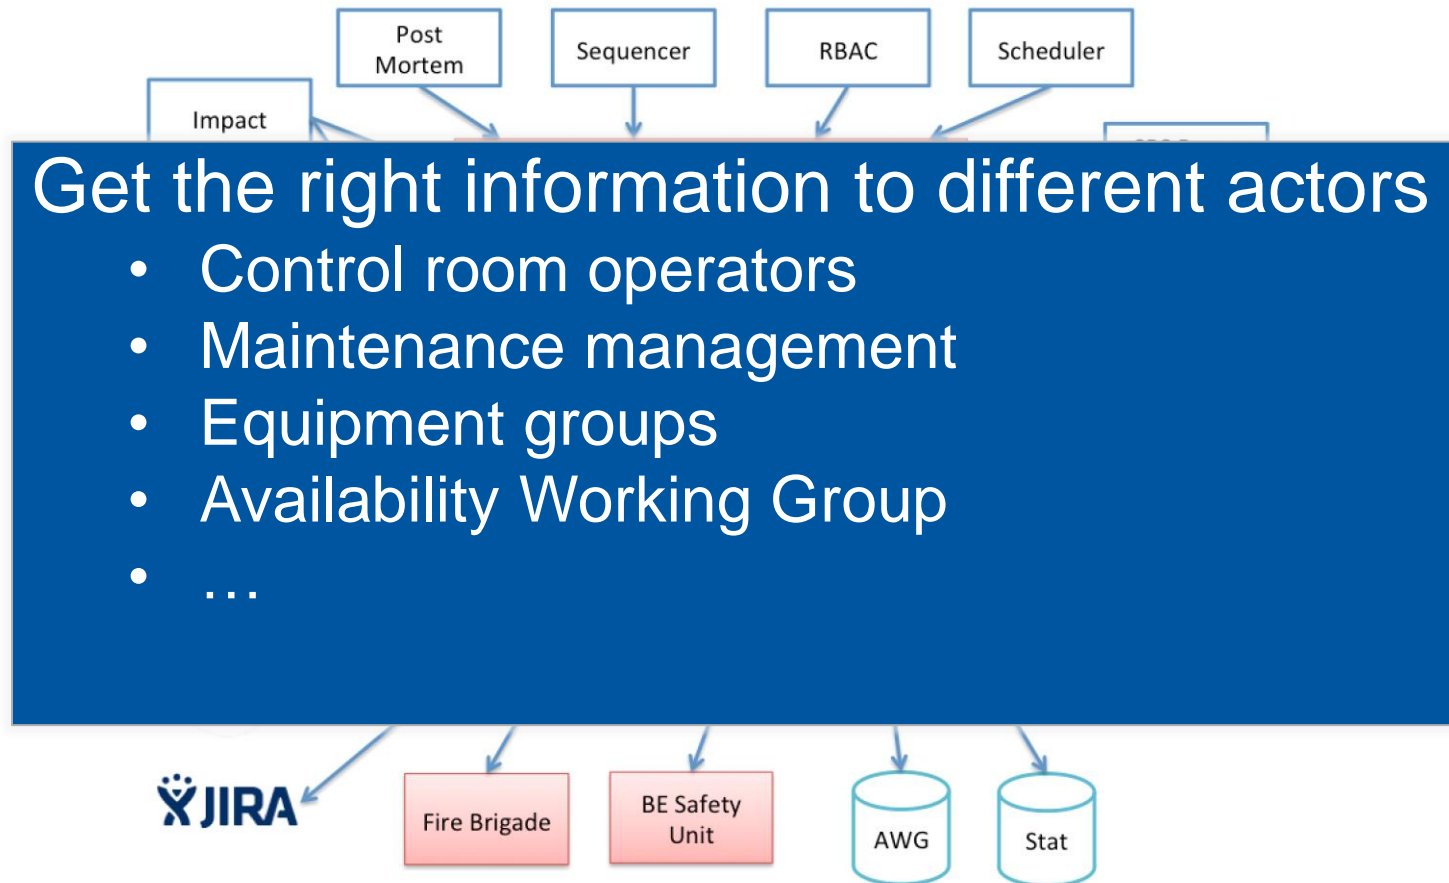 Post
Mortem
Sequencer
RBAC
Scheduler
Impact
Get the right information to different actors
• Control room operators
• Maintenance management
• Equipment groups
• Availability Working Group
• …
JIRA
Fire Brigade
BE Safety
Unit
AWG
Stat